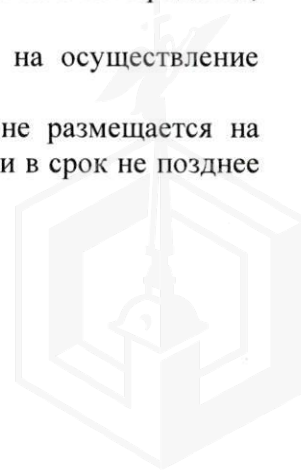 на осуществление
не размещается на
и в срок не позднее